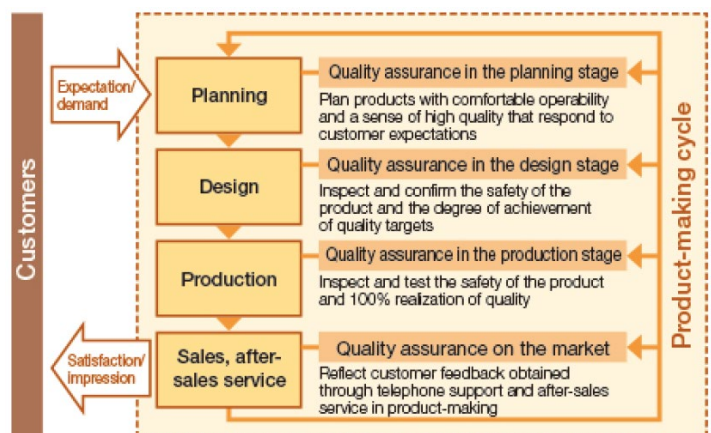 Customers
Expectation/
demand
Planning
Quality assurance in the planning stage
Plan products with comfortable operability
and a sense of high quality that respond to
customer expectations
Design
Quality assurance in the design stage
Inspect and confirm the safety of the
product and the degree of achievement
of quality targets
Production
Quality assurance in the production stage
Inspect and test the safety of the product
and 100% realization of quality
Satisfaction/
impression
Sales, after-
sales service
Quality assurance on the market
Reflect customer feedback obtained
through telephone support and after-sales
service in product-making
Product-making cycle